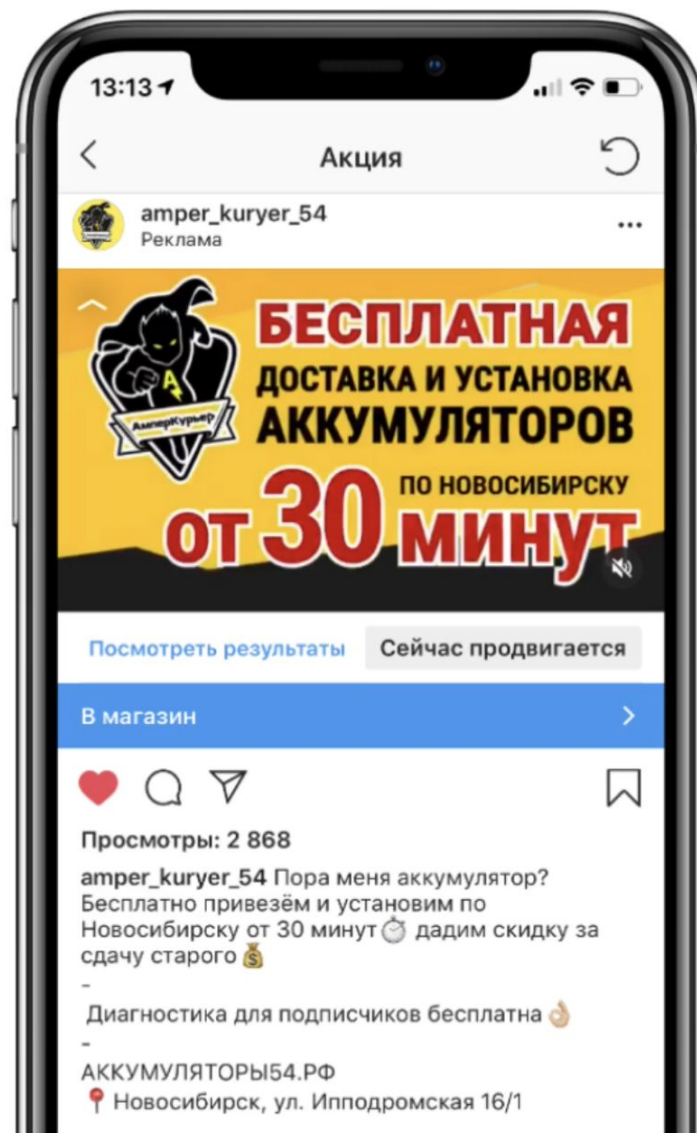 13:13
Акция
amper_kuryer_54
Реклама
АмперКурьер
БЕСПЛАТНАЯ
ДОСТАВКА И УСТАНОВКА
АККУМУЛЯТОРОВ
ПО НОВОСИБИРСКУ
от 30 минут
Посмотреть результаты Сейчас продвигается
В магазин
Просмотры: 2 868
amper_kuryer_54 Пора меня аккумулятор?
Бесплатно привезём и установим по
Новосибирску от 30 минут⏱ дадим скидку за
сдачу старого 💰
-
Диагностика для подписчиков бесплатна 👌🏼
-
АККУМУЛЯТОРЫ54.РФ
📍 Новосибирск, ул. Ипподромская 16/1